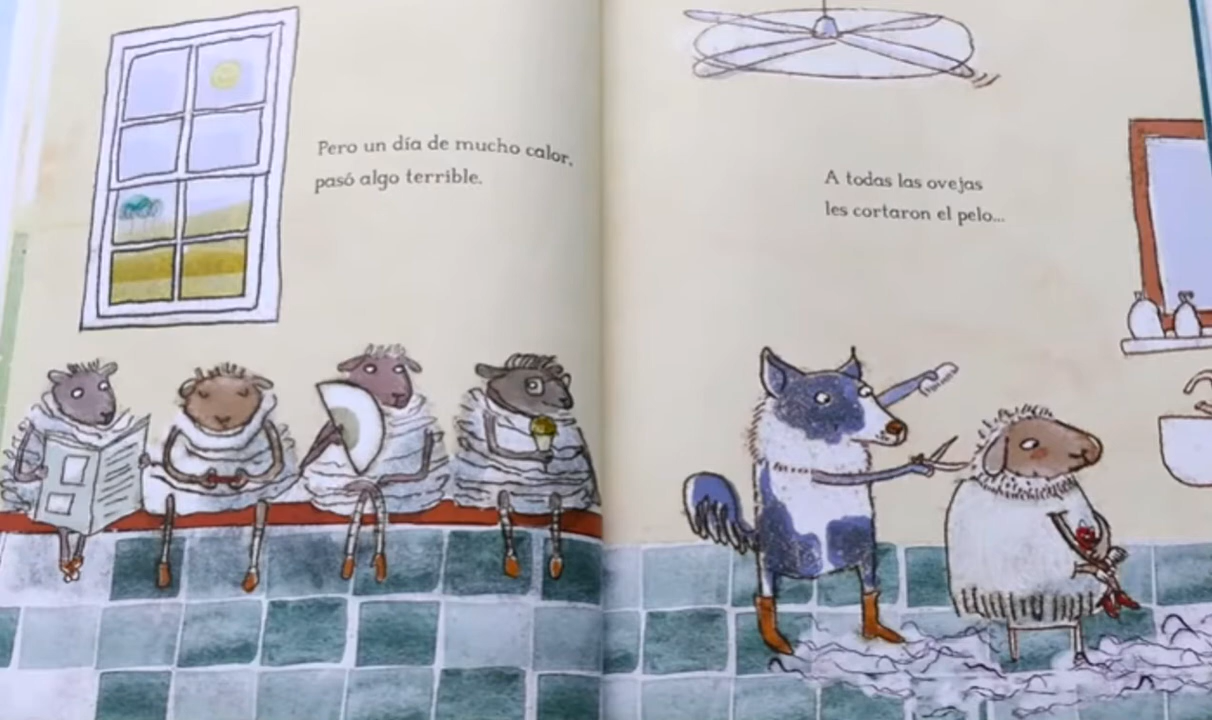 Pero un día de mucho calor,
pasó algo terrible.
A todas las ovejas
les cortaron el pelo...